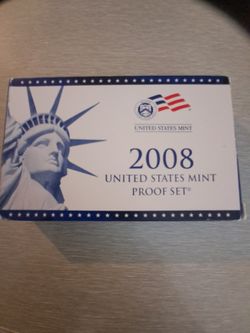 UNITED STATES MINT
2008
UNITED STATES MINT
PROOF SET®